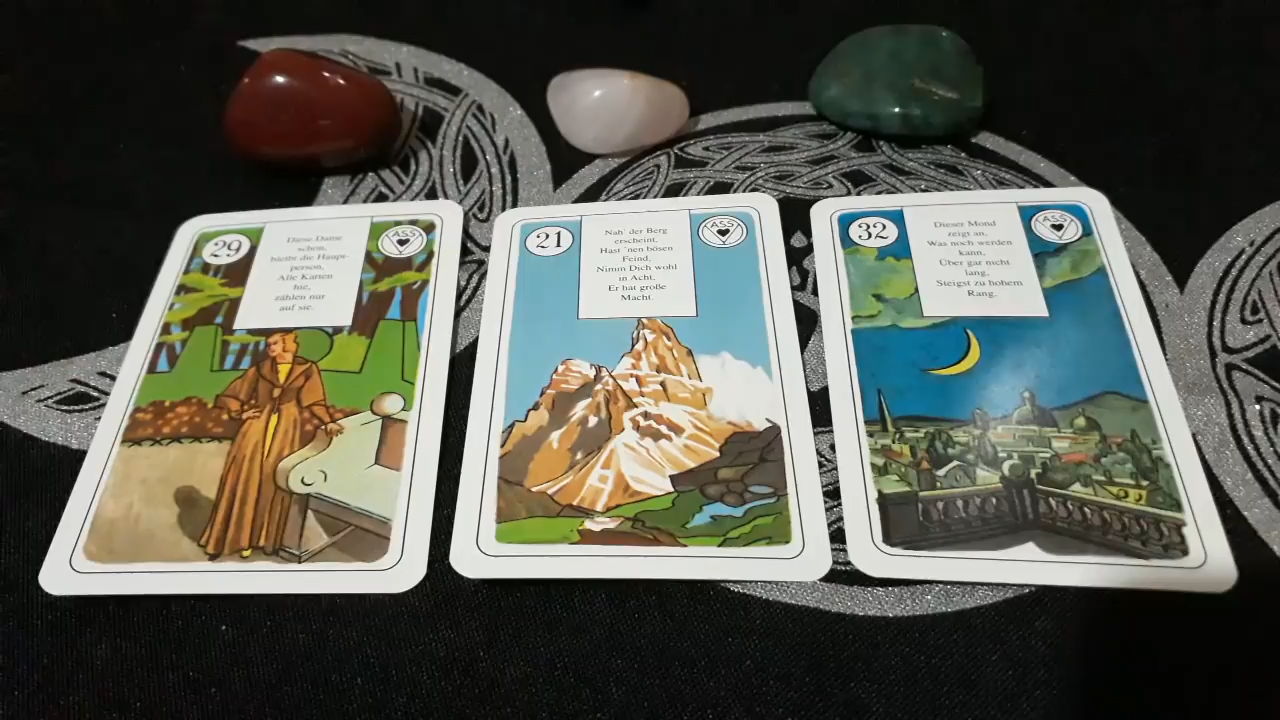 29
Diese Dame
schon,
bleibt die Haupt-
person,
Alle Karten
hie,
zählen nur
auf sie.
ASS
21
Nah' der Berg
erscheint,
Hast 'nen bösen
Feind,
Nimm Dich wohl
in Acht,
Er hat große
Macht.
ASS
32
Dieser Mond
zeigt an,
Was noch werden
kann,
Über gar nicht
lang,
Steigst zu hohem
Rang.
ASS